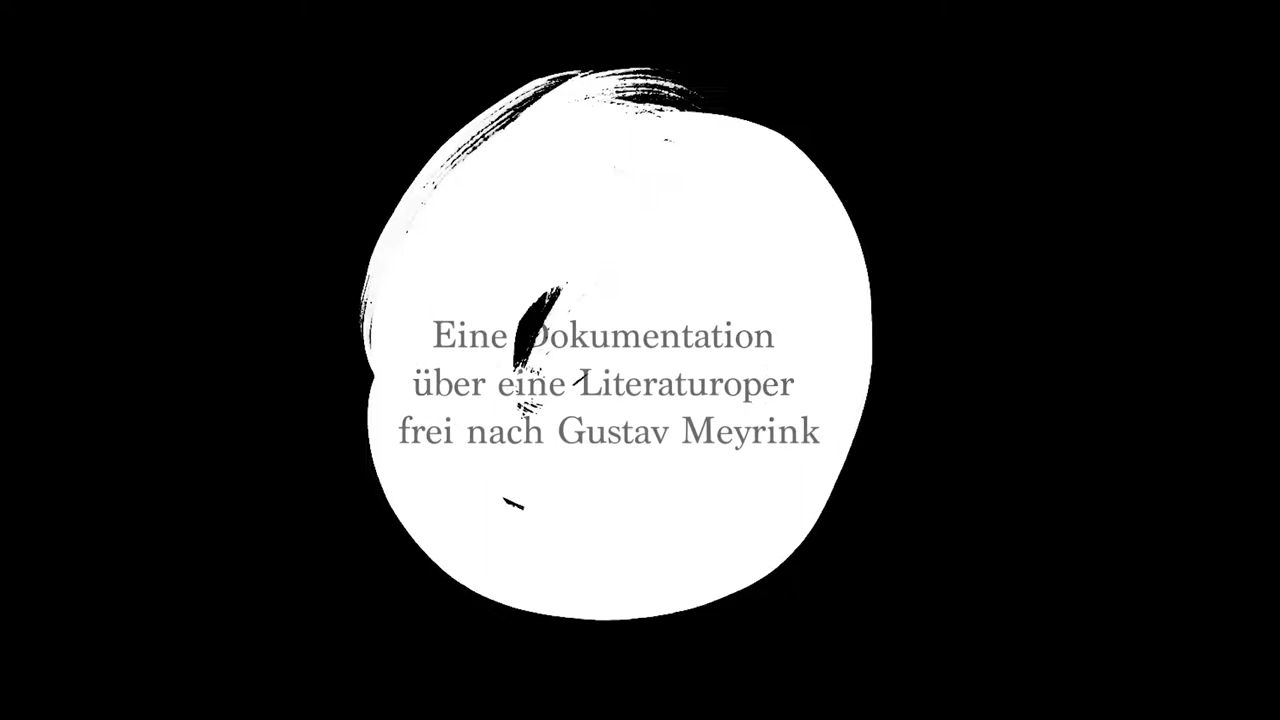 Eine Dokumentation
über eine Literaturoper
frei nach Gustav Meyrink